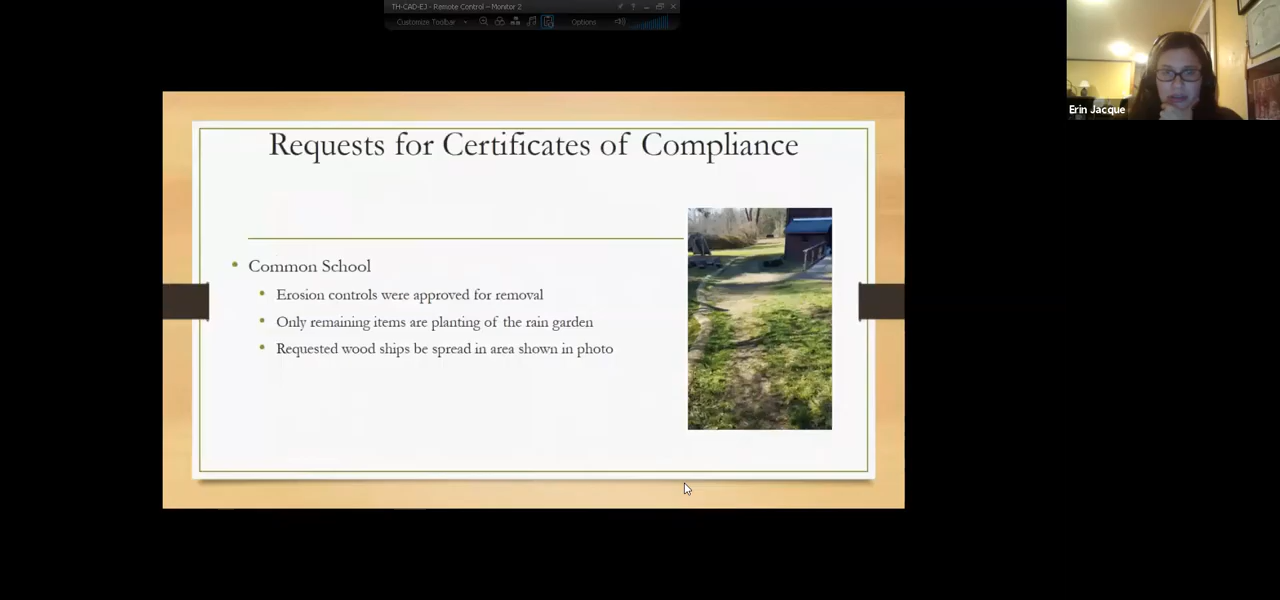 TH-CAD-EJ - Remote Control - Monitor 2
Customize Toolbar
Options
Erin Jacque
Requests for Certificates of Compliance
Common School
Erosion controls were approved for removal
Only remaining items are planting of the rain garden
Requested wood ships be spread in area shown in photo